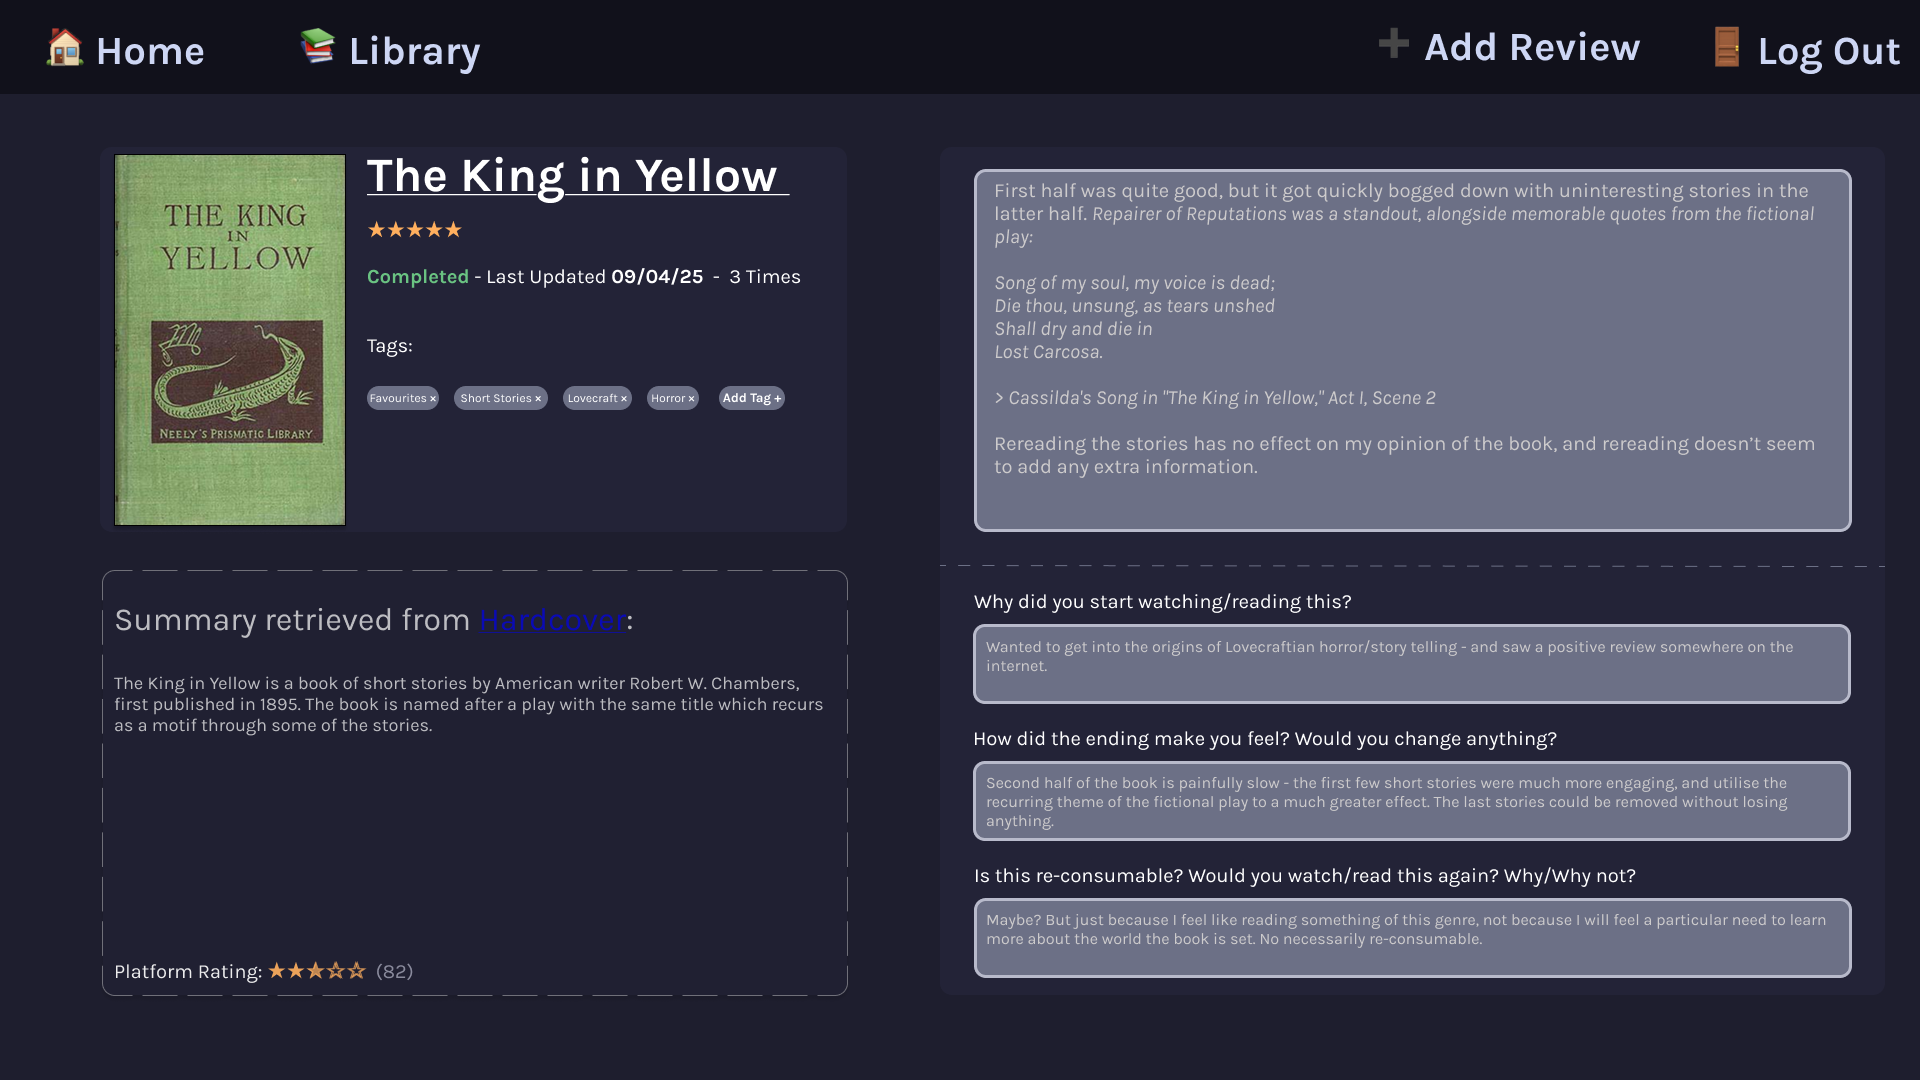 Home
Library
Add Review
Log Out
THE KING
IN
YELLOW
NEELY'S PRISMATIC LIBRARY.
The King in Yellow
★★★★★
Completed - Last Updated 09/04/25 - 3 Times
Tags:
Favourites × Short Stories × Lovecraft × Horror × Add Tag +
Summary retrieved from Hardcover:
The King in Yellow is a book of short stories by American writer Robert W. Chambers,
first published in 1895. The book is named after a play with the same title which recurs
as a motif through some of the stories.
Platform Rating: ★★★☆☆ (82)
First half was quite good, but it got quickly bogged down with uninteresting stories in the
latter half. Repairer of Reputations was a standout, alongside memorable quotes from the fictional
play:
Song of my soul, my voice is dead;
Die thou, unsung, as tears unshed
Shall dry and die in
Lost Carcosa.
> Cassilda's Song in "The King in Yellow," Act I, Scene 2
Rereading the stories has no effect on my opinion of the book, and rereading doesn’t seem
to add any extra information.
Why did you start watching/reading this?
Wanted to get into the origins of Lovecraftian horror/story telling - and saw a positive review somewhere on the
internet.
How did the ending make you feel? Would you change anything?
Second half of the book is painfully slow - the first few short stories were much more engaging, and utilise the
recurring theme of the fictional play to a much greater effect. The last stories could be removed without losing
anything.
Is this re-consumable? Would you watch/read this again? Why/Why not?
Maybe? But just because I feel like reading something of this genre, not because I will feel a particular need to learn
more about the world the book is set. No necessarily re-consumable.